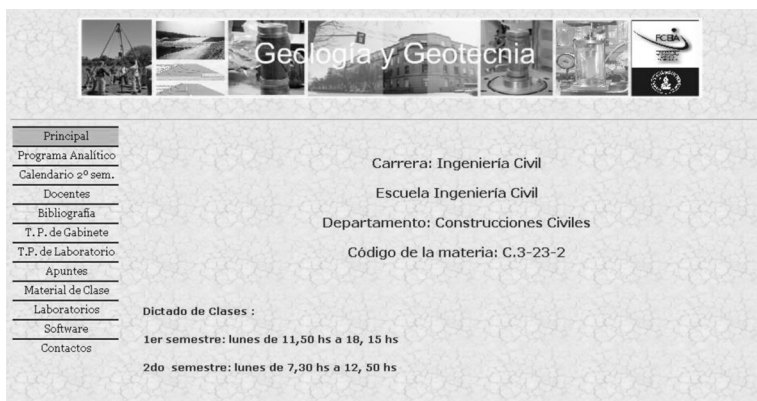 Geología y Geotecnia
FCEIA
Principal
Programa Analítico
Calendario 2º sem.
Docentes
Bibliografía
T. P. de Gabinete
T.P. de Laboratorio
Apuntes
Material de Clase
Laboratorios
Software
Contactos
Carrera: Ingeniería Civil
Escuela Ingeniería Civil
Departamento: Construcciones Civiles
Código de la materia: C.3-23-2
Dictado de Clases :
1er semestre: lunes de 11,50 hs a 18, 15 hs
2do semestre: lunes de 7,30 hs a 12, 50 hs